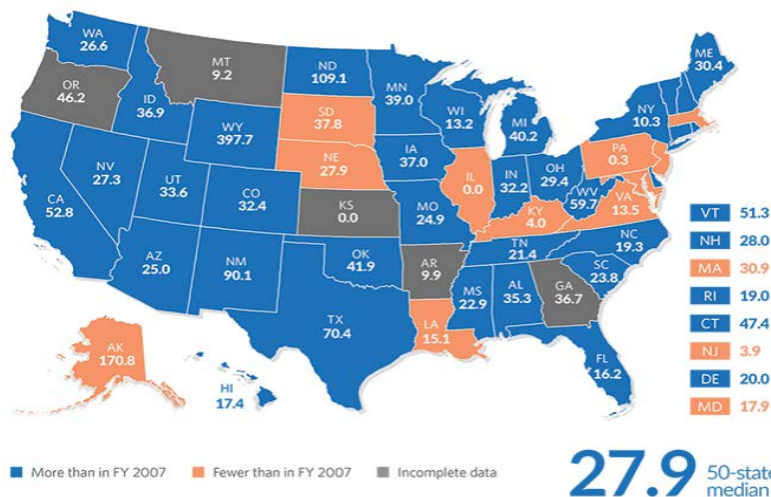 WA
26.6
OR
46.2
MT
9.2
ID
36.9
ND
109.1
MN
39.0
SD
37.8
WY
397.7
WI
13.2
MI
40.2
NY
10.3
ME
30.4
NV
27.3
UT
33.6
CO
32.4
NE
27.9
IA
37.0
IL
0.0
IN
32.2
OH
29.4
PA
0.3
CA
52.8
KS
0.0
MO
24.9
KY
4.0
WV
59.7
VA
13.5
AZ
25.0
NM
90.1
OK
41.9
AR
9.9
TN
21.4
NC
19.3
SC
23.8
TX
70.4
LA
15.1
MS
22.9
AL
35.3
GA
36.7
FL
16.2
AK
170.8
HI
17.4
VT 51.3
NH 28.0
MA 30.9
RI 19.0
CT 47.4
NJ 3.9
DE 20.0
MD 17.9
More than in FY 2007 Fewer than in FY 2007 Incomplete data
27.9 50-state
median